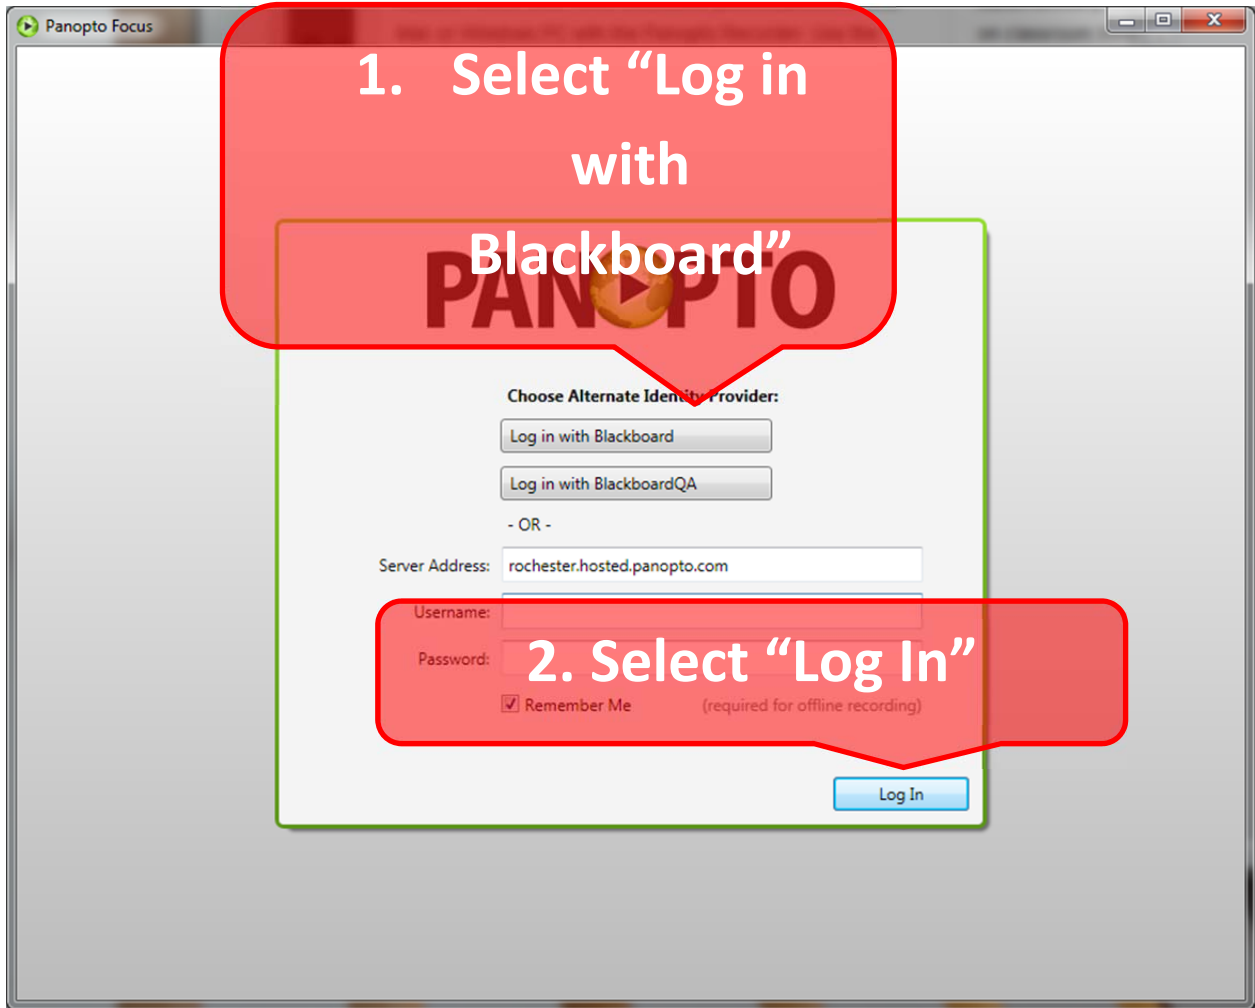 Panopto Focus
1. Select “Log in
with
Blackboard”
PANOPTO
Choose Alternate Identity Provider:
Log in with Blackboard
Log in with BlackboardQA
- OR -
Server Address: rochester.hosted.panopto.com
Username:
2. Select “Log In”
Password:
Remember Me (required for offline recording)
Log In